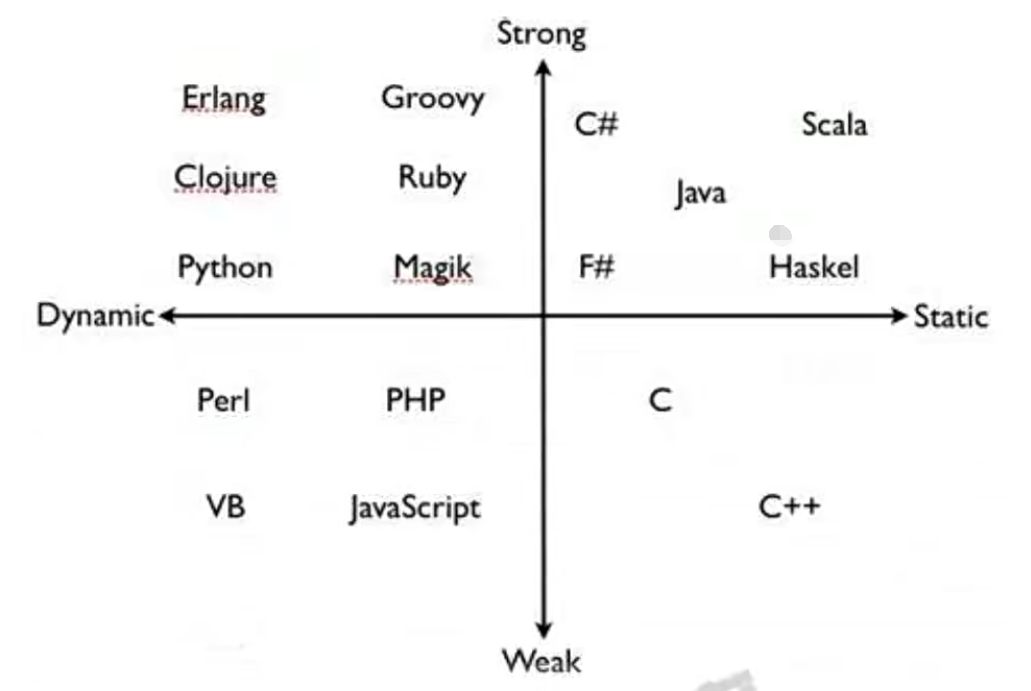 Strong
Erlang Groovy
C# Scala
Clojure Ruby
Java
Python Magik F# Haskel
Dynamic Static
Perl PHP C
VB JavaScript C++
Weak